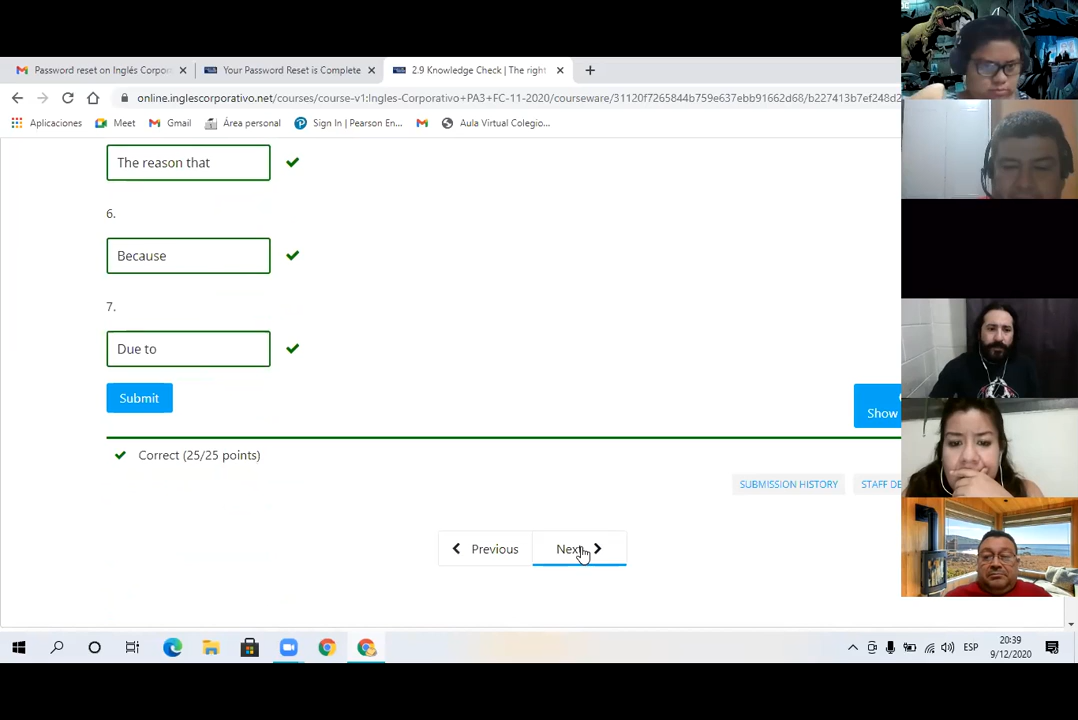 Password reset on Inglés Corpor
Your Password Reset is Complete
2.9 Knowledge Check | The right
online.inglescorporativo.net/courses/course-v1:Ingles-Corporativo+PA3+FC-11-2020/courseware/31120f7265844b759e637ebb91662d68/b227413b7ef248d2
Aplicaciones
Meet
Gmail
Área personal
Sign In | Pearson En...
Aula Virtual Colegio...
The reason that
6.
Because
7.
Due to
Submit
Show
Correct (25/25 points)
SUBMISSION HISTORY
STAFF DE
Previous
Next
ESP
20:39
9/12/2020